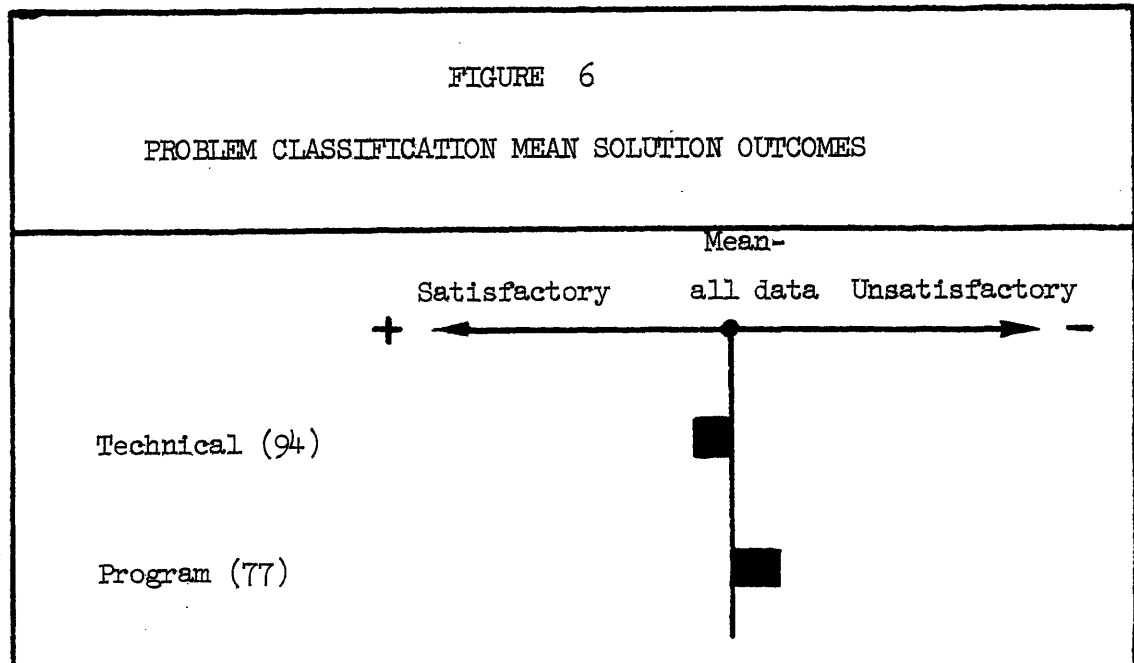 FIGURE 6
PROBLEM CLASSIFICATION MEAN SOLUTION OUTCOMES
Mean-
Satisfactory all data Unsatisfactory
+ -
Technical (94)
Program (77)